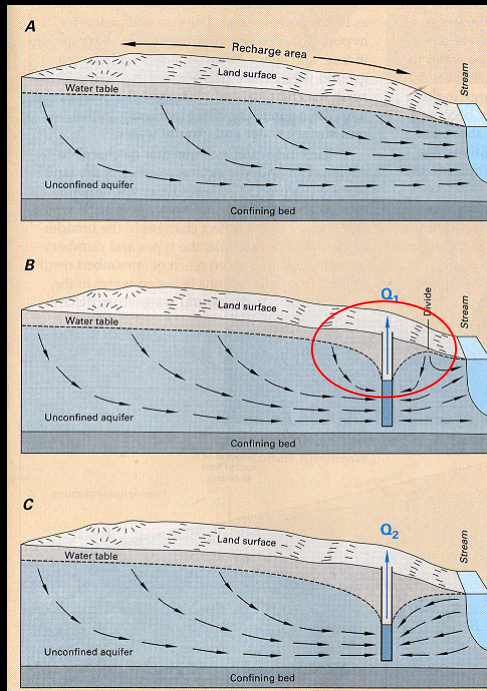 A
Recharge area
Land surface
Water table
Stream
Unconfined aquifer
Confining bed
B
Q1
Land surface
Divide
Stream
Water table
Unconfined aquifer
Confining bed
C
Q2
Land surface
Stream
Water table
Unconfined aquifer
Confining bed